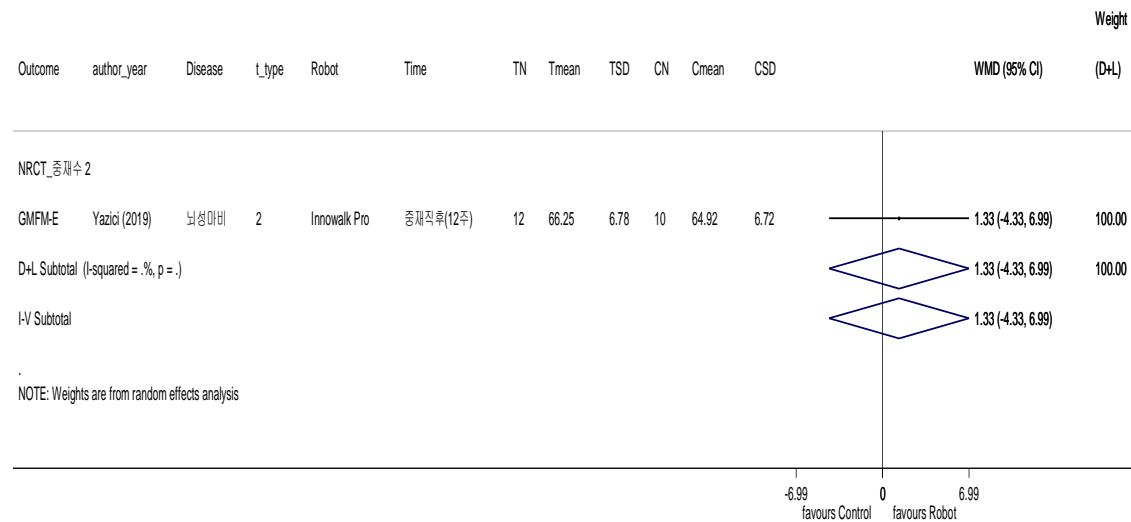 Weight
Outcome author_year Disease t_type Robot Time TN Tmean TSD CN Cmean CSD WMD (95% CI) (D+L)
NRCT_중재수 2
GMFM-E Yazici (2019) 뇌성마비 2 Innowalk Pro 중재직후(12주) 12 66.25 6.78 10 64.92 6.72 1.33 (-4.33, 6.99) 100.00
D+L Subtotal (I-squared = .%, p = .) 1.33 (-4.33, 6.99) 100.00
I-V Subtotal 1.33 (-4.33, 6.99)
.
NOTE: Weights are from random effects analysis
-6.99 0 6.99
favours Control favours Robot